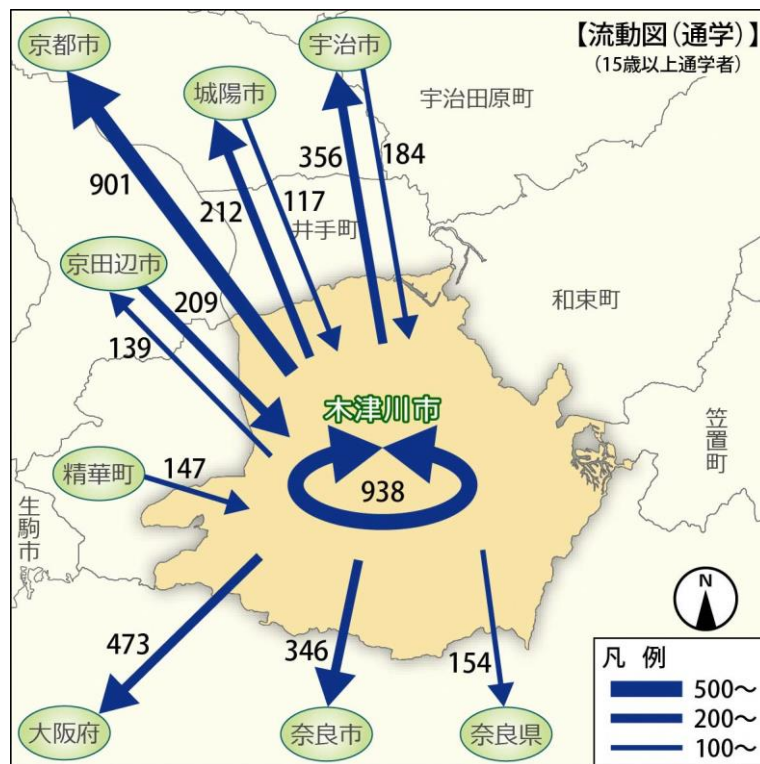 【流動図(通学)】
(15歳以上通学者)
京都市
宇治市
城陽市
宇治田原町
356
184
901
212
117
井手町
京田辺市
209
和束町
139
木津川市
笠置町
精華町
147
938
生駒市
N
473
346
154
凡 例
500〜
200〜
100〜
大阪府
奈良市
奈良県